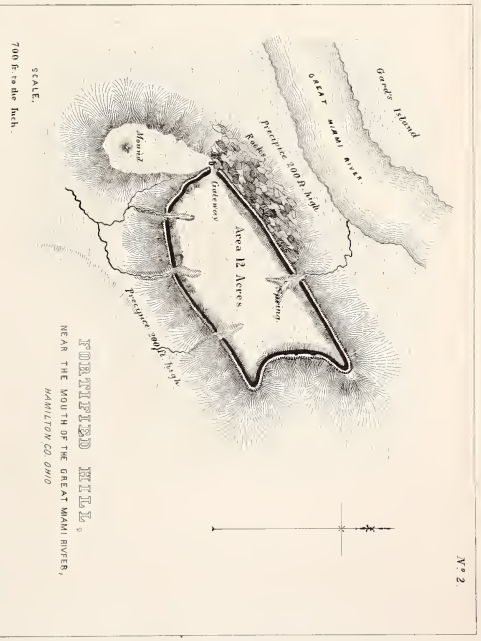 No. 2.
Gard's Island
GREAT MIAMI RIVER
Precipice 200 ft. high
Rocks
Mound
Gateway
Area 12 Acres
Spring
Precipice 200 ft. high
FORTIFIED HILL,
NEAR THE MOUTH OF THE GREAT MIAMI RIVFER,
HAMILTON CO. OHIO
SCALE.
700 ft. to the Inch.